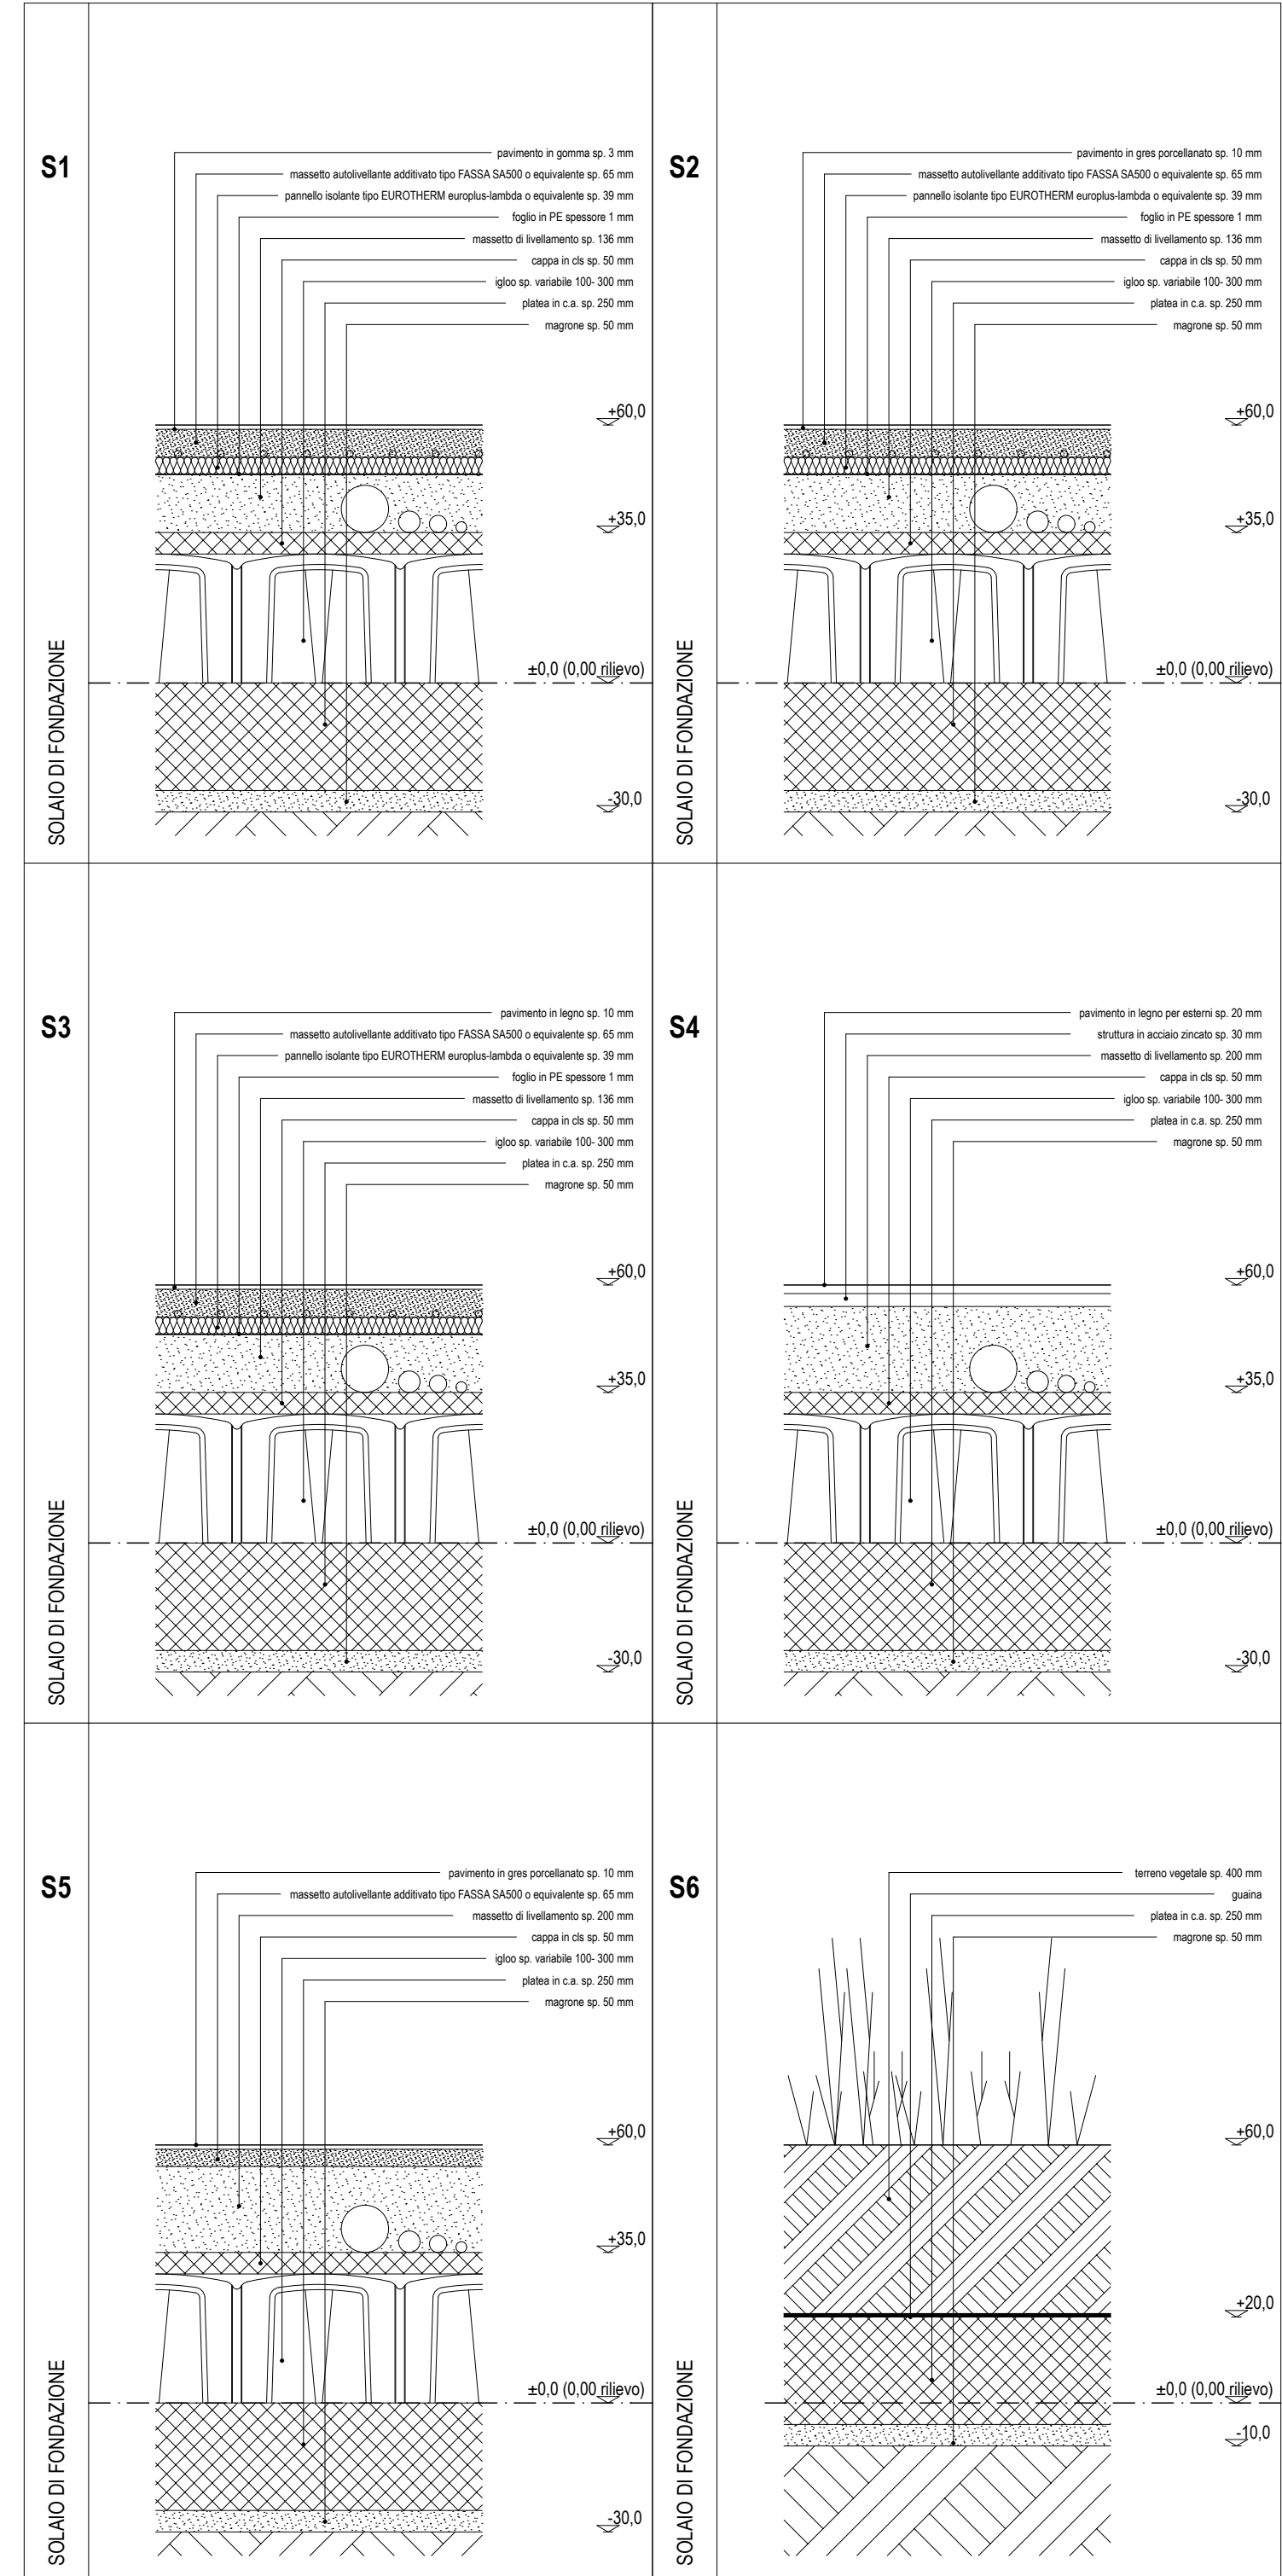 S1
pavimento in gomma sp. 3 mm
massetto autolivellante additivato tipo FASSA SA500 o equivalente sp. 65 mm
pannello isolante tipo EUROTHERM europlus-lambda o equivalente sp. 39 mm
foglio in PE spessore 1 mm
massetto di livellamento sp. 136 mm
cappa in cls sp. 50 mm
igloo sp. variabile 100- 300 mm
platea in c.a. sp. 250 mm
magrone sp. 50 mm
+60,0
+35,0
±0,0 (0,00 rilievo)
-30,0
SOLAIO DI FONDAZIONE
S2
pavimento in gres porcellanato sp. 10 mm
massetto autolivellante additivato tipo FASSA SA500 o equivalente sp. 65 mm
pannello isolante tipo EUROTHERM europlus-lambda o equivalente sp. 39 mm
foglio in PE spessore 1 mm
massetto di livellamento sp. 136 mm
cappa in cls sp. 50 mm
igloo sp. variabile 100- 300 mm
platea in c.a. sp. 250 mm
magrone sp. 50 mm
+60,0
+35,0
±0,0 (0,00 rilievo)
-30,0
SOLAIO DI FONDAZIONE
S3
pavimento in legno sp. 10 mm
massetto autolivellante additivato tipo FASSA SA500 o equivalente sp. 65 mm
pannello isolante tipo EUROTHERM europlus-lambda o equivalente sp. 39 mm
foglio in PE spessore 1 mm
massetto di livellamento sp. 136 mm
cappa in cls sp. 50 mm
igloo sp. variabile 100- 300 mm
platea in c.a. sp. 250 mm
magrone sp. 50 mm
+60,0
+35,0
±0,0 (0,00 rilievo)
-30,0
SOLAIO DI FONDAZIONE
S4
pavimento in legno per esterni sp. 20 mm
struttura in acciaio zincato sp. 30 mm
massetto di livellamento sp. 200 mm
cappa in cls sp. 50 mm
igloo sp. variabile 100- 300 mm
platea in c.a. sp. 250 mm
magrone sp. 50 mm
+60,0
+35,0
±0,0 (0,00 rilievo)
-30,0
SOLAIO DI FONDAZIONE
S5
pavimento in gres porcellanato sp. 10 mm
massetto autolivellante additivato tipo FASSA SA500 o equivalente sp. 65 mm
massetto di livellamento sp. 200 mm
cappa in cls sp. 50 mm
igloo sp. variabile 100- 300 mm
platea in c.a. sp. 250 mm
magrone sp. 50 mm
+60,0
+35,0
±0,0 (0,00 rilievo)
-30,0
SOLAIO DI FONDAZIONE
S6
terreno vegetale sp. 400 mm
guaina
platea in c.a. sp. 250 mm
magrone sp. 50 mm
+60,0
+20,0
±0,0 (0,00 rilievo)
-10,0
SOLAIO DI FONDAZIONE